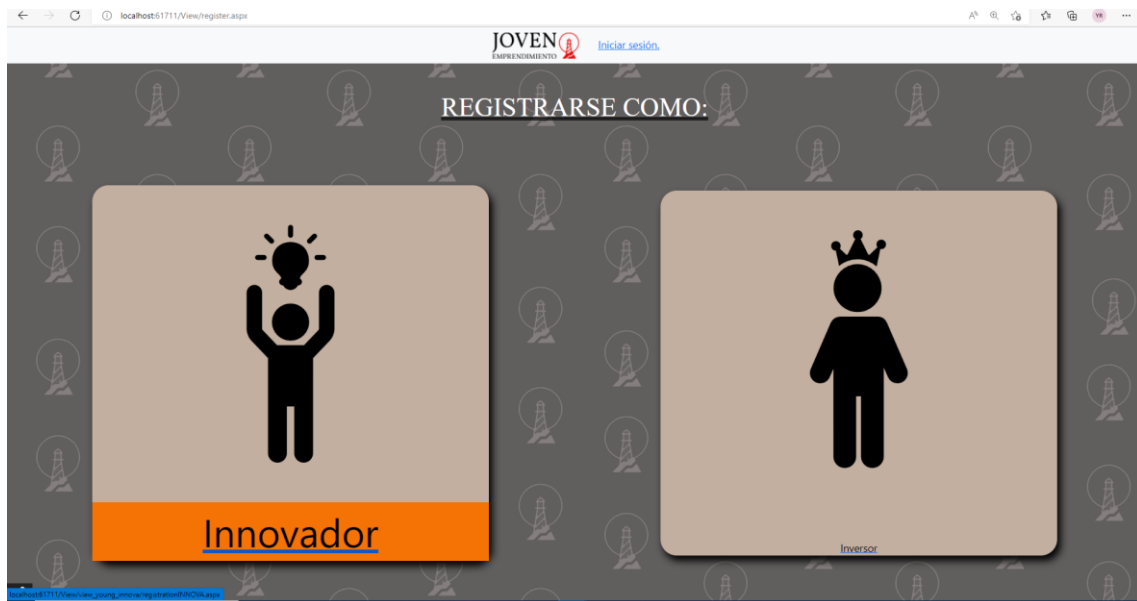 localhost:61711/View/register.aspx
YR
JOVEN
EMPRENDIMIENTO
Iniciar sesión.
REGISTRARSE COMO:
Innovador
Inversor
localhost:61711/View/view_young_innova/registrationINNOVA.aspx